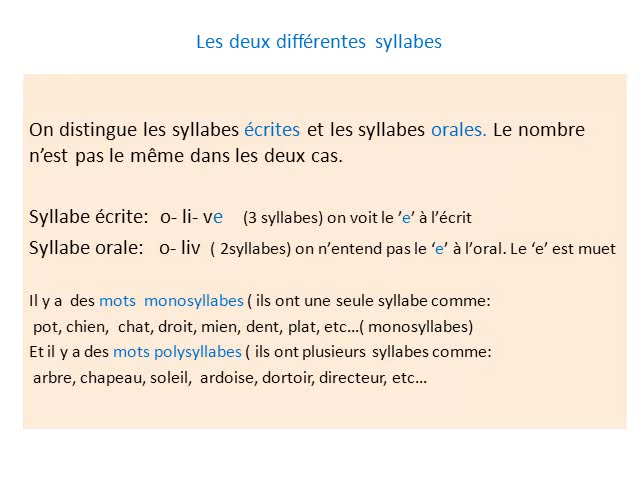 Les deux différentes syllabes
On distingue les syllabes écrites et les syllabes orales. Le nombre
n’est pas le même dans les deux cas.
Syllabe écrite: o- li- ve (3 syllabes) on voit le ’e’ à l’écrit
Syllabe orale: o- liv ( 2syllabes) on n’entend pas le ‘e’ à l’oral. Le ‘e’ est muet
Il y a des mots monosyllabes ( ils ont une seule syllabe comme:
pot, chien, chat, droit, mien, dent, plat, etc...( monosyllabes)
Et il y a des mots polysyllabes ( ils ont plusieurs syllabes comme:
arbre, chapeau, soleil, ardoise, dortoir, directeur, etc...